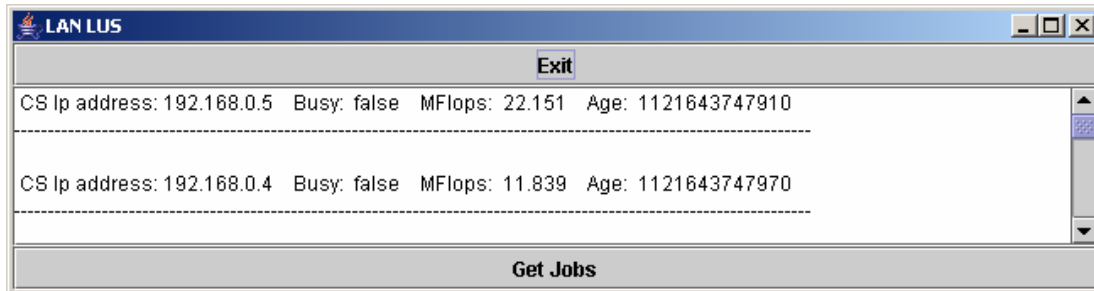 LAN LUS
Exit
CS Ip address: 192.168.0.5 Busy: false MFlops: 22.151 Age: 1121643747910
--------------------------------------------------------------------------------
CS Ip address: 192.168.0.4 Busy: false MFlops: 11.839 Age: 1121643747970
--------------------------------------------------------------------------------
Get Jobs